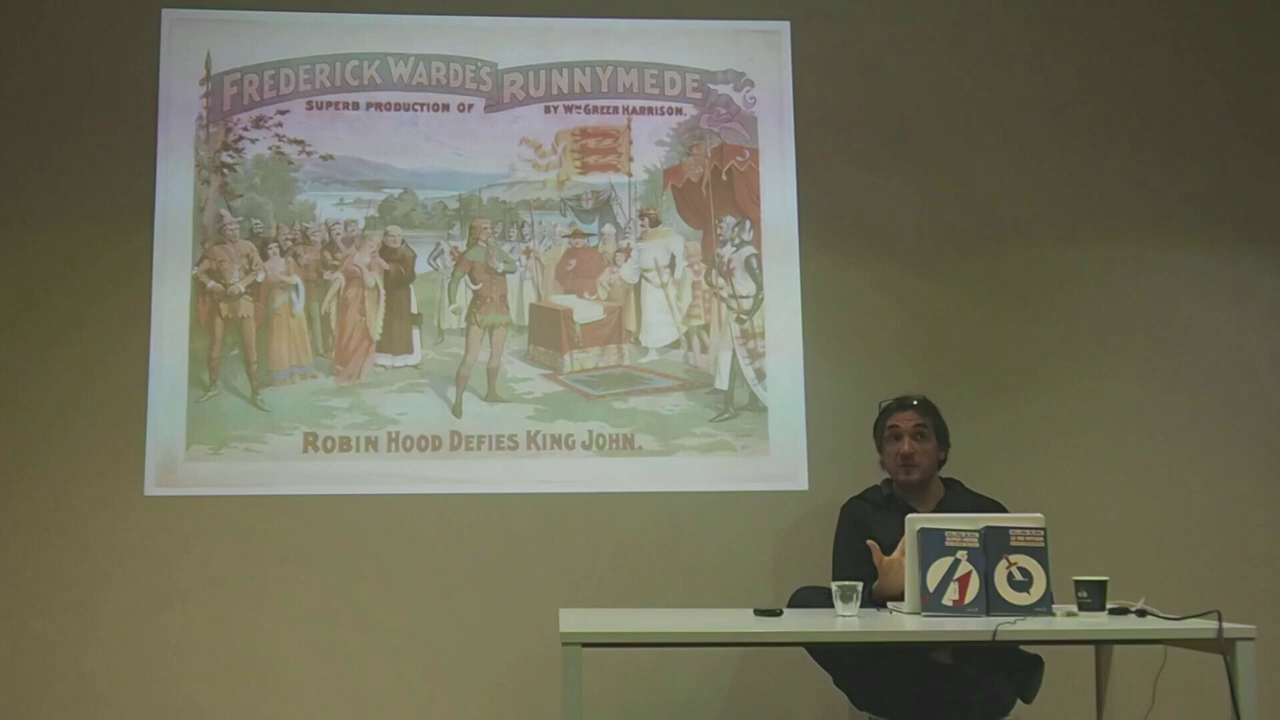 FREDERICK WARDE'S RUNNYMEDE
SUPERB PRODUCTION OF BY WM GREER HARRISON.
ROBIN HOOD DEFIES KING JOHN.